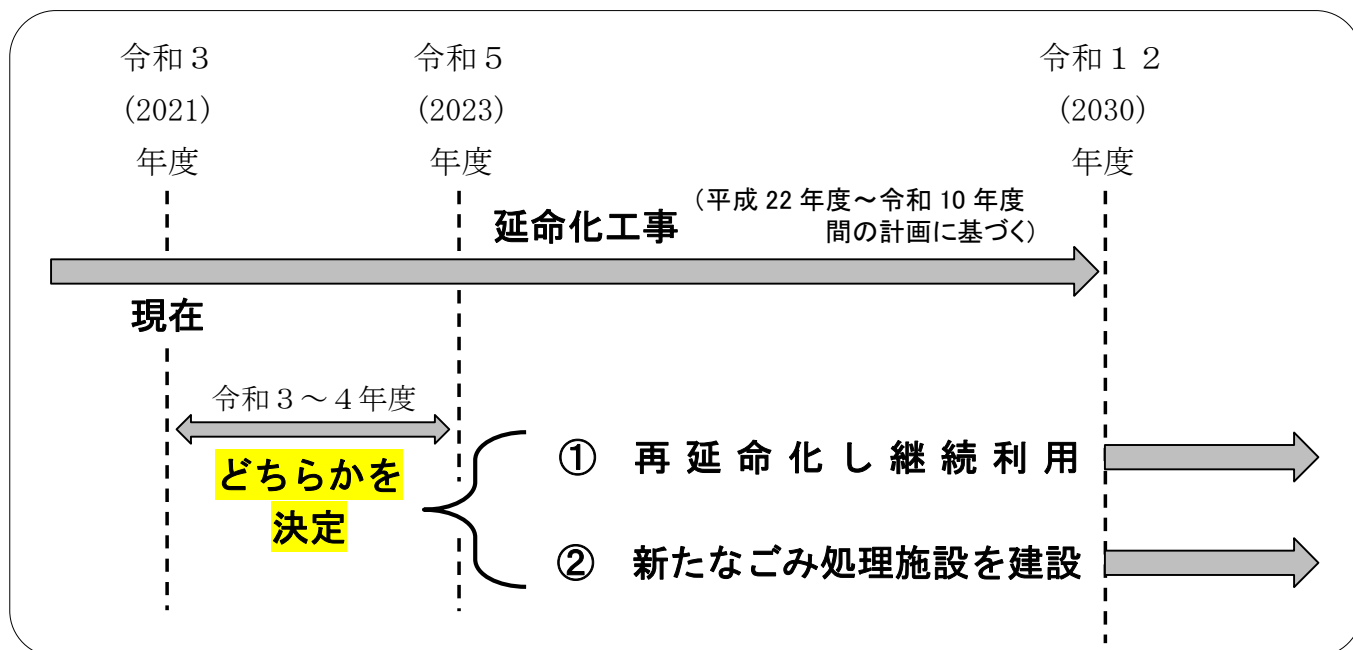 令和３
(2021)
年度
令和５
(2023)
年度
令和１２
(2030)
年度
延命化工事
（平成 22 年度～令和 10 年度
間の計画に基づく）
現在
令和３～４年度
どちらかを
決定
① 再延命化し継続利用
② 新たなごみ処理施設を建設